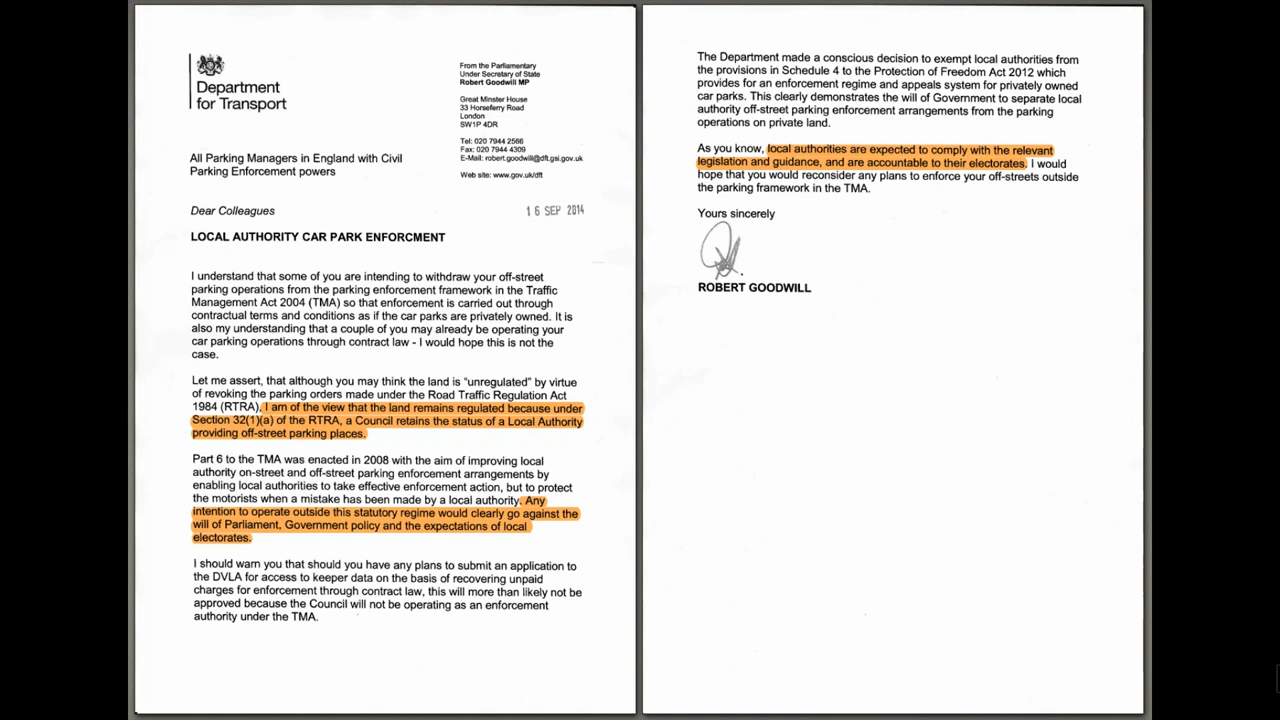 Department
for Transport
From the Parliamentary
Under Secretary of State
Robert Goodwill MP
Great Minster House
33 Horseferry Road
London
SW1P 4DR
Tel: 020 7944 2566
Fax: 020 7944 4309
E-Mail: robert.goodwill@dft.gsi.gov.uk
Web site: www.gov.uk/dft
All Parking Managers in England with Civil
Parking Enforcement powers
Dear Colleagues
16 SEP 2014
LOCAL AUTHORITY CAR PARK ENFORCMENT
I understand that some of you are intending to withdraw your off-street
parking operations from the parking enforcement framework in the Traffic
Management Act 2004 (TMA) so that enforcement is carried out through
contractual terms and conditions as if the car parks are privately owned. It is
also my understanding that a couple of you may already be operating your
car parking operations through contract law - I would hope this is not the
case.
Let me assert, that although you may think the land is “unregulated” by virtue
of revoking the parking orders made under the Road Traffic Regulation Act
1984 (RTRA), I am of the view that the land remains regulated because under
Section 32(1)(a) of the RTRA, a Council retains the status of a Local Authority
providing off-street parking places.
Part 6 to the TMA was enacted in 2008 with the aim of improving local
authority on-street and off-street parking enforcement arrangements by
enabling local authorities to take effective enforcement action, but to protect
the motorists when a mistake has been made by a local authority. Any
intention to operate outside this statutory regime would clearly go against the
will of Parliament, Government policy and the expectations of local
electorates.
I should warn you that should you have any plans to submit an application to
the DVLA for access to keeper data on the basis of recovering unpaid
charges for enforcement through contract law, this will more than likely not be
approved because the Council will not be operating as an enforcement
authority under the TMA.
The Department made a conscious decision to exempt local authorities from
the provisions in Schedule 4 to the Protection of Freedom Act 2012 which
provides for an enforcement regime and appeals system for privately owned
car parks. This clearly demonstrates the will of Government to separate local
authority off-street parking enforcement arrangements from the parking
operations on private land.
As you know, local authorities are expected to comply with the relevant
legislation and guidance, and are accountable to their electorates. I would
hope that you would reconsider any plans to enforce your off-streets outside
the parking framework in the TMA.
Yours sincerely
ROBERT GOODWILL